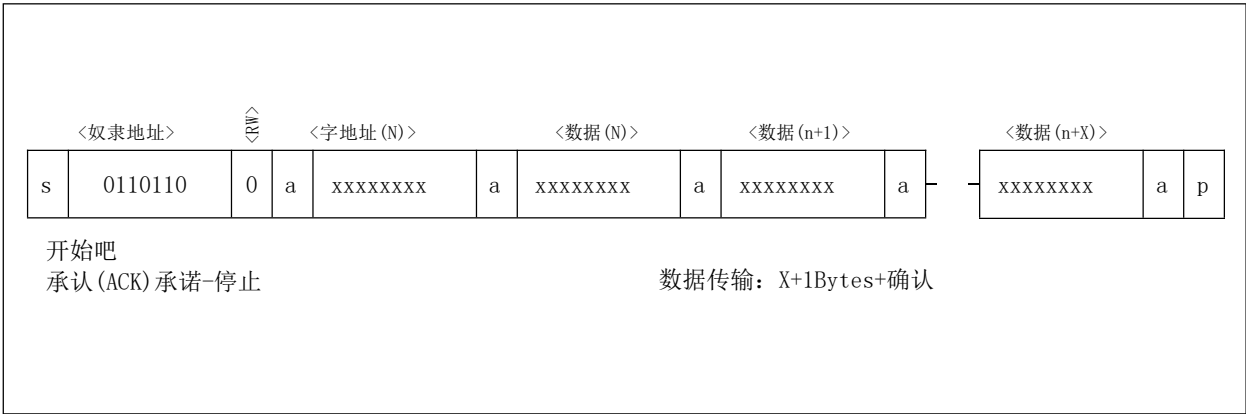 <奴隶地址> <RW> <字地址(N)> <数据(N)> <数据(n+1)> <数据(n+X)>
s 0110110 0 a xxxxxxxx a xxxxxxxx a xxxxxxxx a xxxxxxxx a p
开始吧
承认(ACK)承诺-停止 数据传输：X+1Bytes+确认